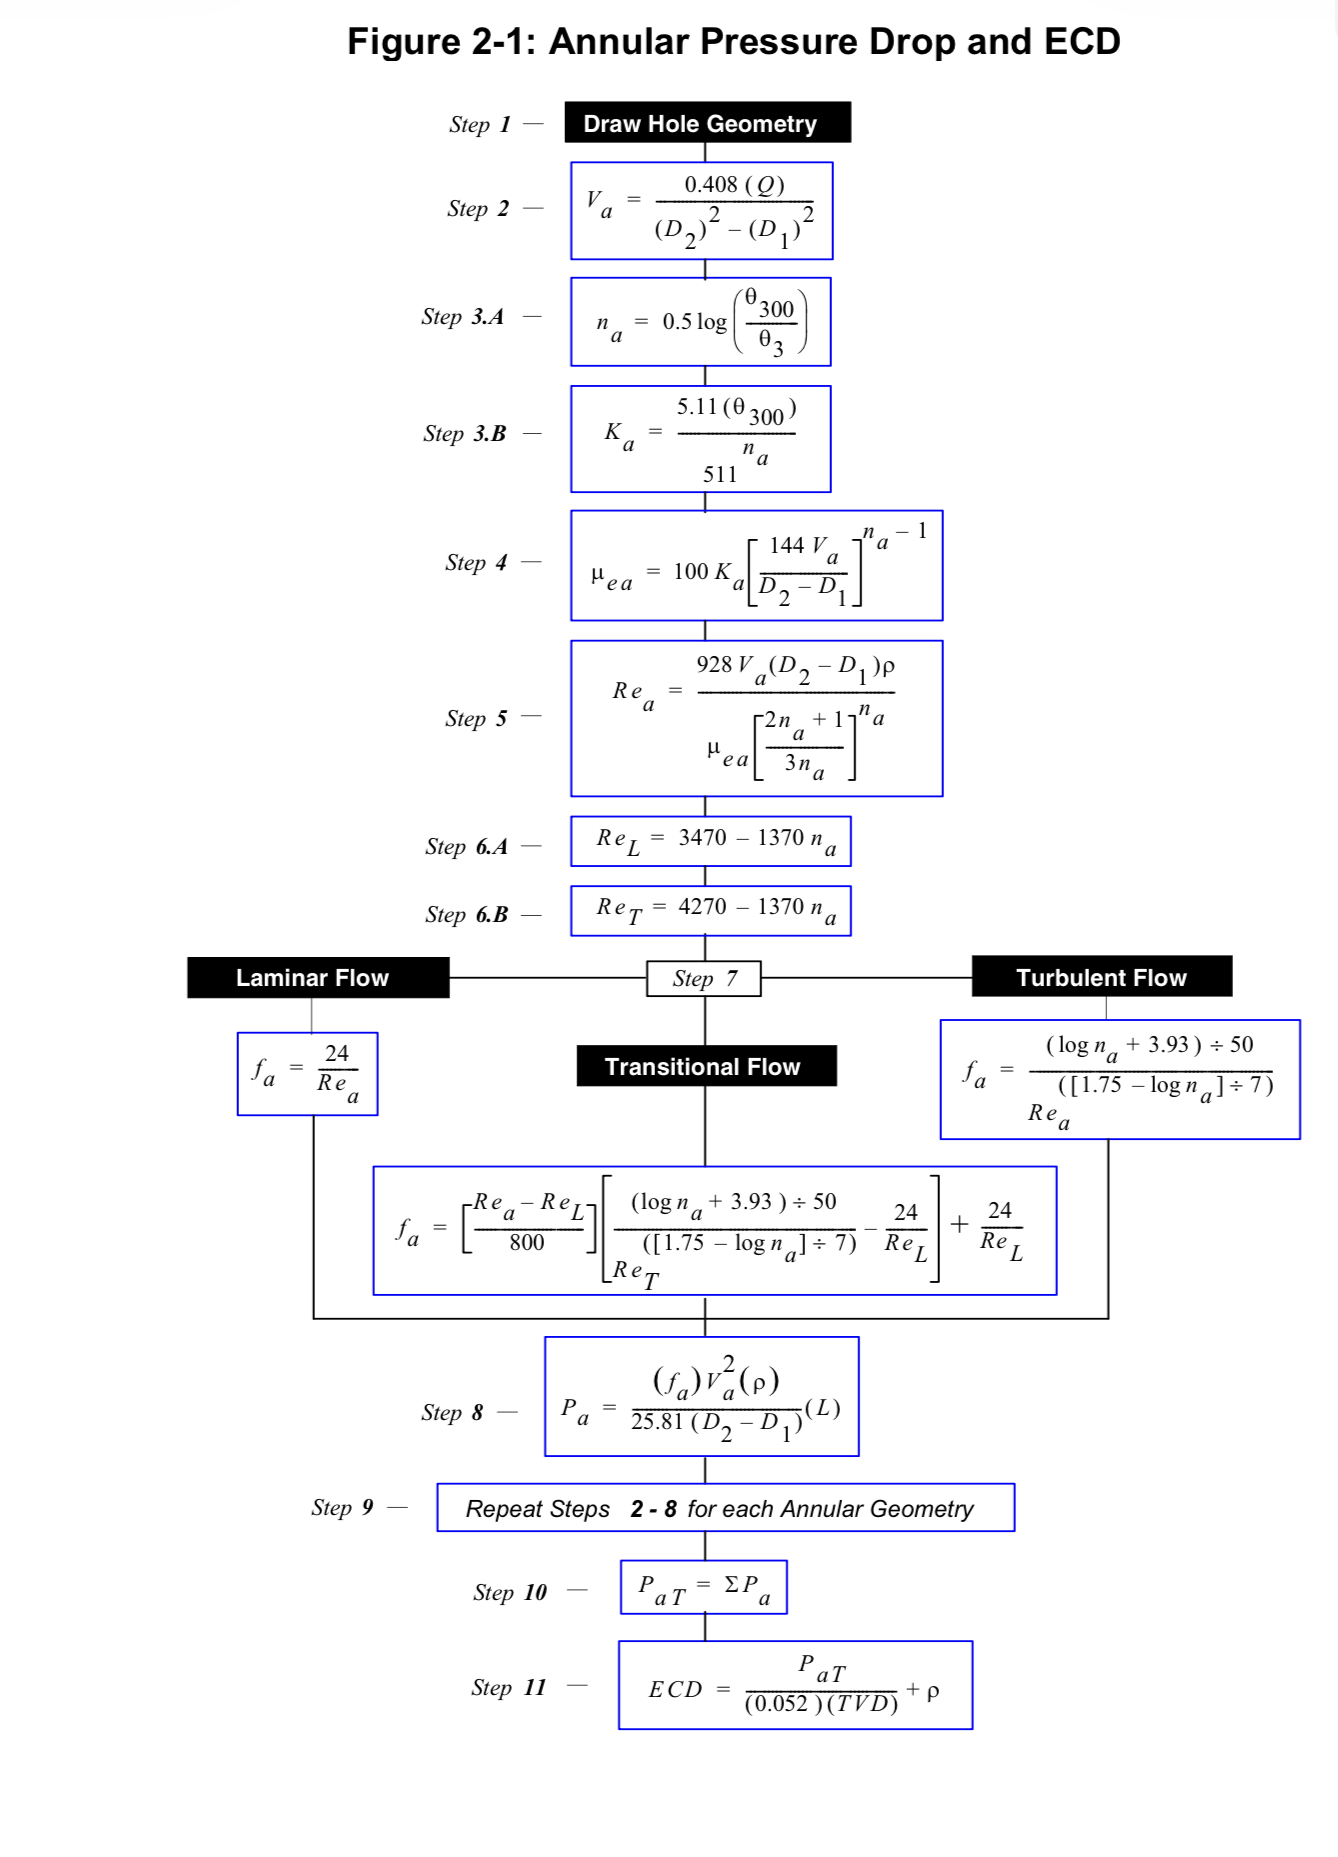 Figure 2-1: Annular Pressure Drop and ECD
Step 1 — Draw Hole Geometry
Step 2 — V_a = 0.408 (Q) / ((D_2)^2 – (D_1)^2)
Step 3.A — n_a = 0.5 log (θ_300 / θ_3)
Step 3.B — K_a = 5.11 (θ_300) / 511^(n_a)
Step 4 — μ_ea = 100 K_a [144 V_a / (D_2 – D_1)]^(n_a – 1)
Step 5 — Re_a = 928 V_a (D_2 – D_1) ρ / (μ_ea [(2n_a + 1) / 3n_a]^(n_a))
Step 6.A — Re_L = 3470 – 1370 n_a
Step 6.B — Re_T = 4270 – 1370 n_a
Laminar Flow Step 7 Turbulent Flow
f_a = 24 / Re_a
Transitional Flow
f_a = ((log n_a + 3.93) ÷ 50) / Re_a^([1.75 – log n_a] ÷ 7)
f_a = [(Re_a – Re_L) / 800] [((log n_a + 3.93) ÷ 50) / Re_T^([1.75 – log n_a] ÷ 7) – 24 / Re_L] + 24 / Re_L
Step 8 — P_a = (f_a) V_a^2 (ρ) / (25.81 (D_2 – D_1)) (L)
Step 9 — Repeat Steps 2 - 8 for each Annular Geometry
Step 10 — P_aT = Σ P_a
Step 11 — ECD = P_aT / ((0.052) (TVD)) + ρ